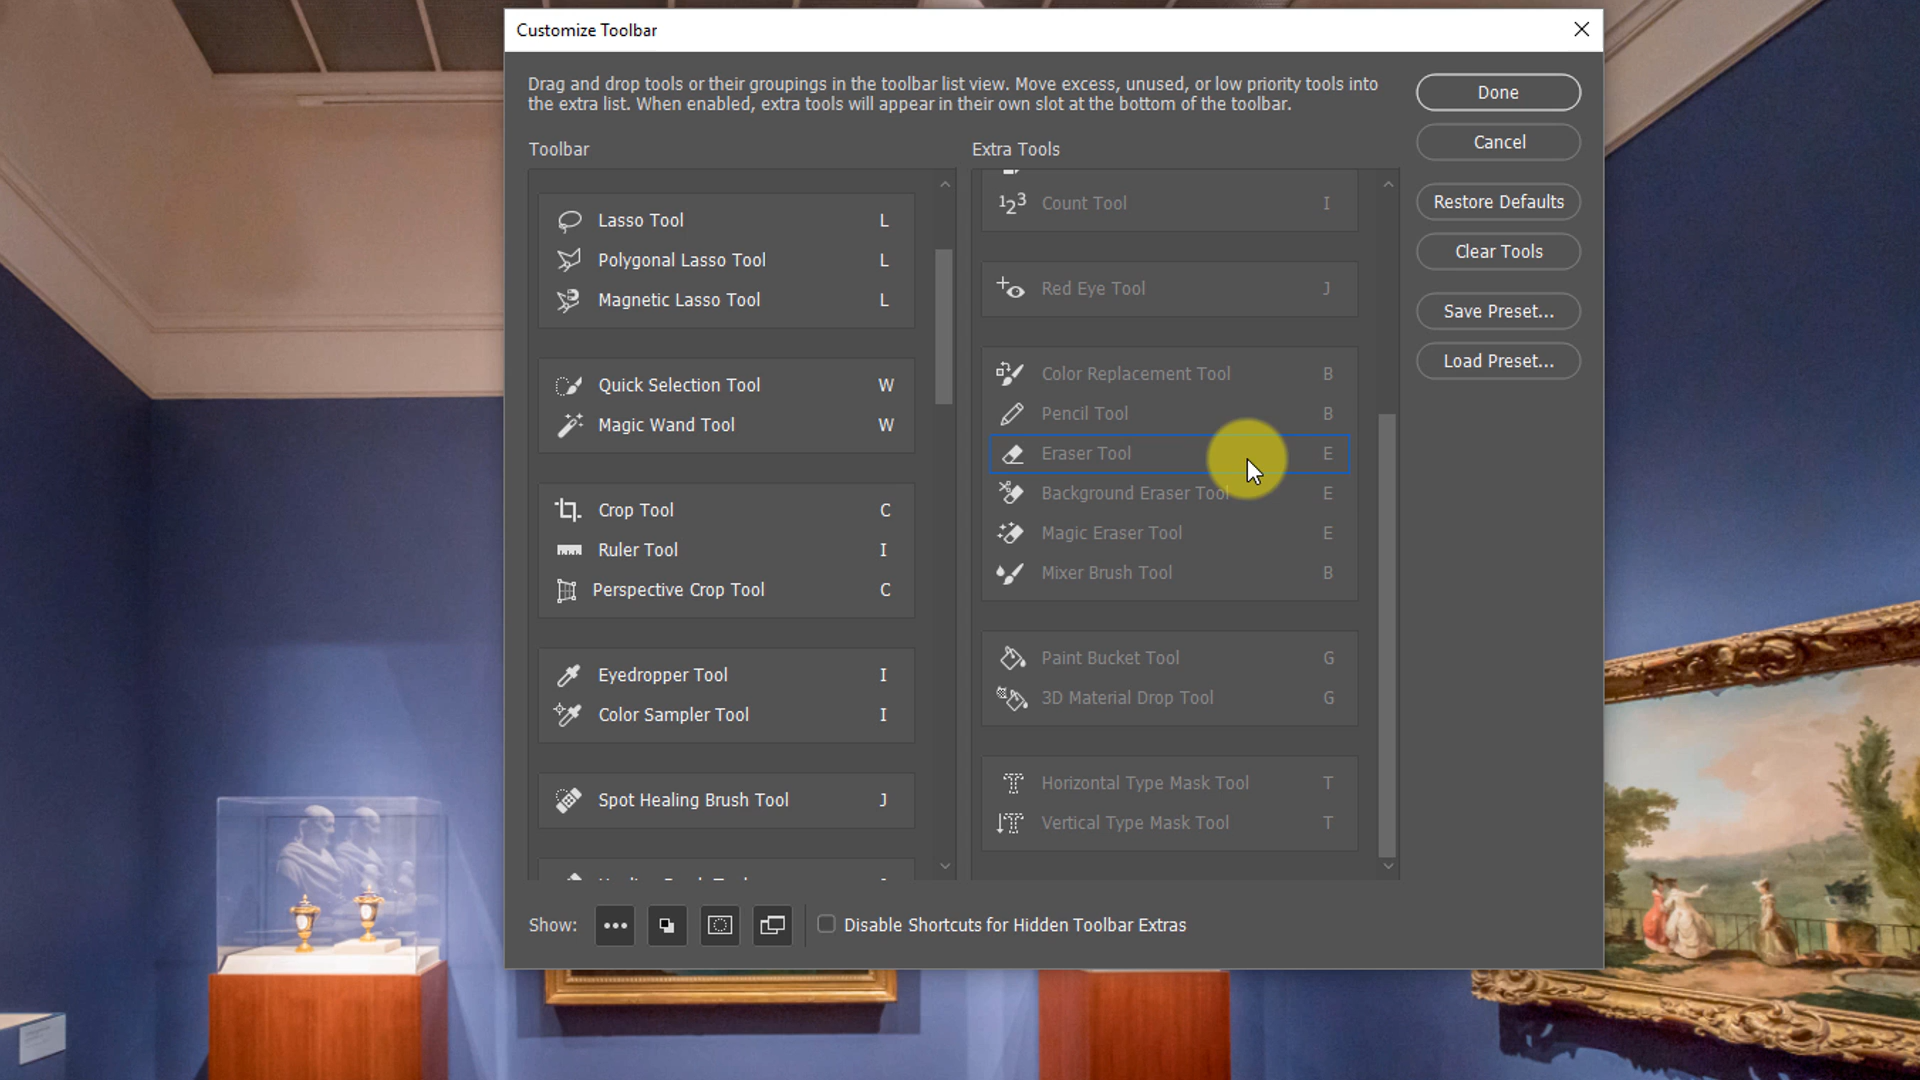 Customize Toolbar
Drag and drop tools or their groupings in the toolbar list view. Move excess, unused, or low priority tools into
the extra list. When enabled, extra tools will appear in their own slot at the bottom of the toolbar.
Done
Cancel
Restore Defaults
Clear Tools
Save Preset...
Load Preset...
Toolbar
Lasso Tool L
Polygonal Lasso Tool L
Magnetic Lasso Tool L
Quick Selection Tool W
Magic Wand Tool W
Crop Tool C
Ruler Tool I
Perspective Crop Tool C
Eyedropper Tool I
Color Sampler Tool I
Spot Healing Brush Tool J
Extra Tools
123 Count Tool I
Red Eye Tool J
Color Replacement Tool B
Pencil Tool B
Eraser Tool E
Background Eraser Tool E
Magic Eraser Tool E
Mixer Brush Tool B
Paint Bucket Tool G
3D Material Drop Tool G
Horizontal Type Mask Tool T
Vertical Type Mask Tool T
Show:
Disable Shortcuts for Hidden Toolbar Extras